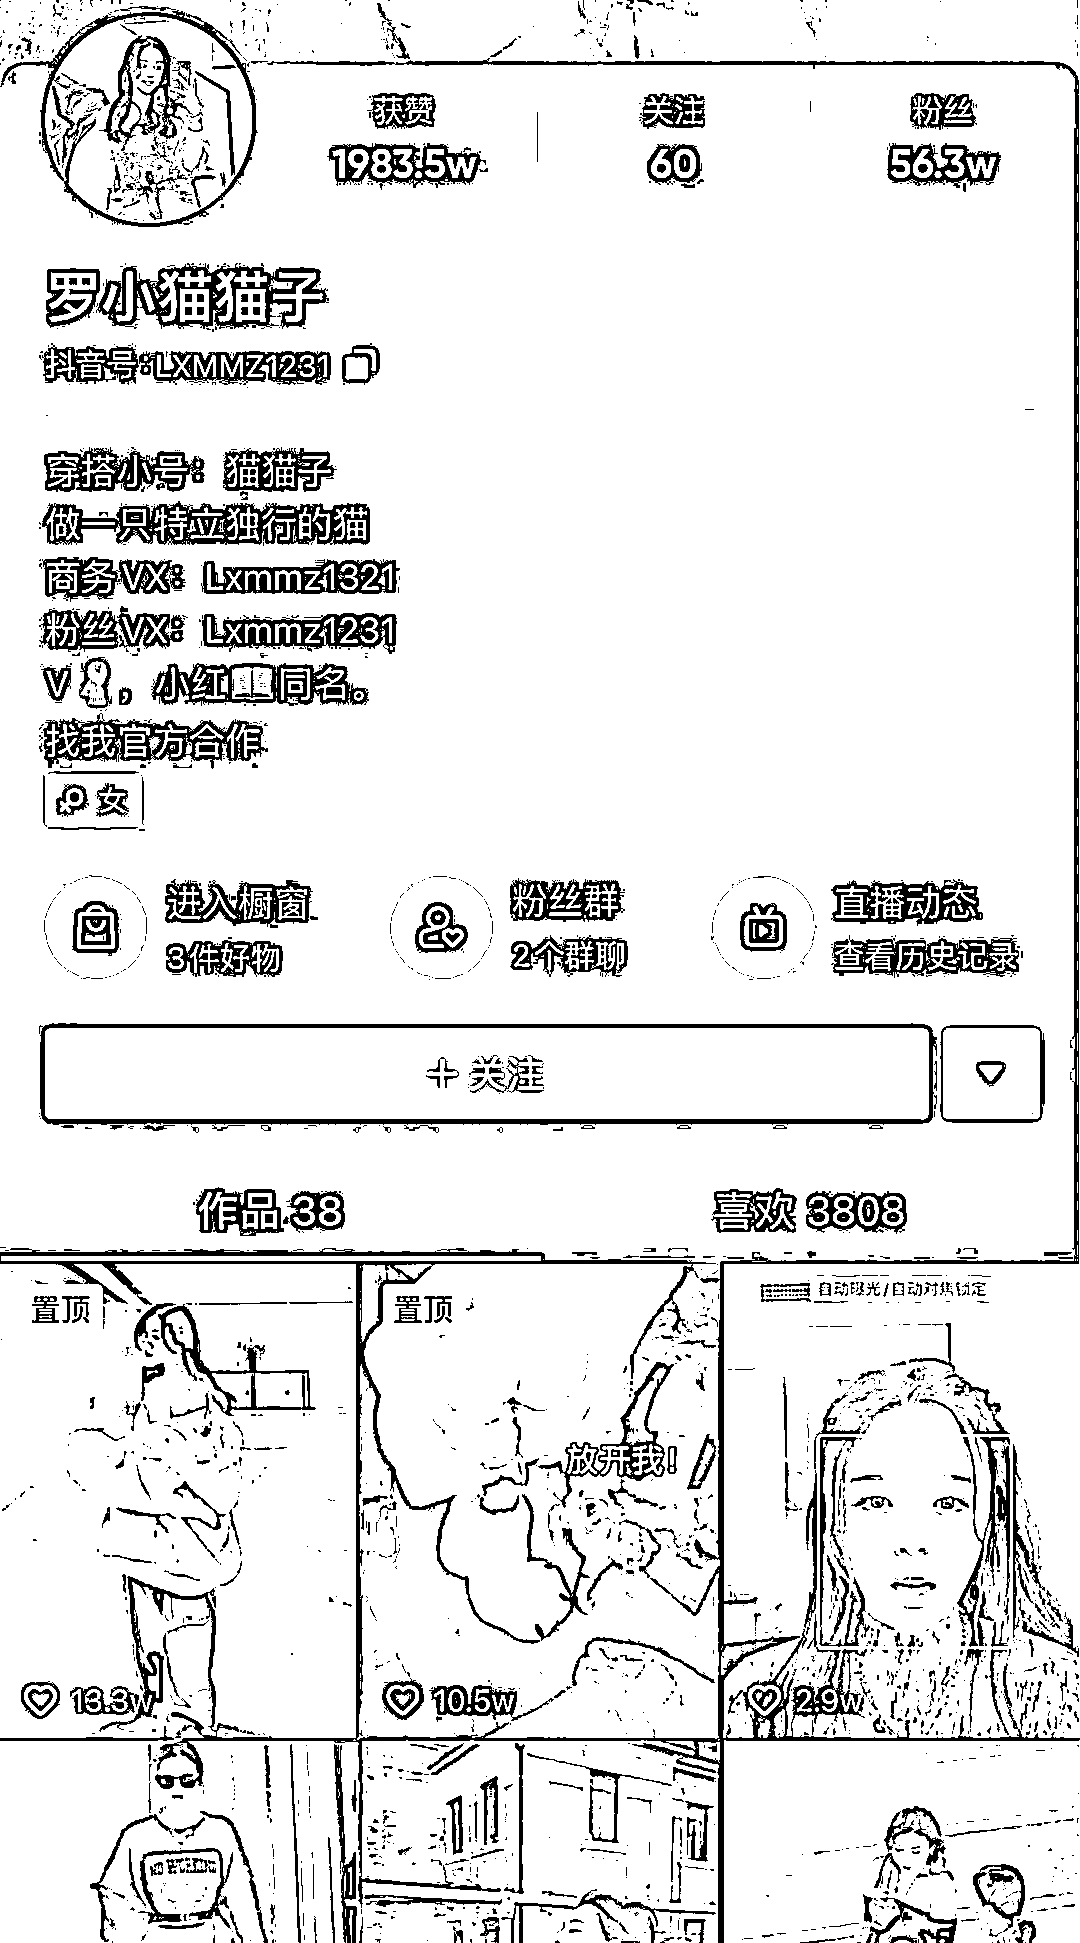 获赞 关注 粉丝
1983.5w 60 56.3w
罗小猫猫子
抖音号:LXMMZ1231
穿搭小号：猫猫子
做一只特立独行的猫
商务VX：Lxmmz1321
粉丝VX：Lxmmz1231
V，小红📖同名。
找我官方合作
女
进入橱窗 粉丝群 直播动态
3件好物 2个群聊 查看历史记录
+ 关注
作品 38 喜欢 3808
自动曝光/自动对焦锁定
置顶 置顶
放开我！
13.3w 10.5w 2.9w
NO WORKING